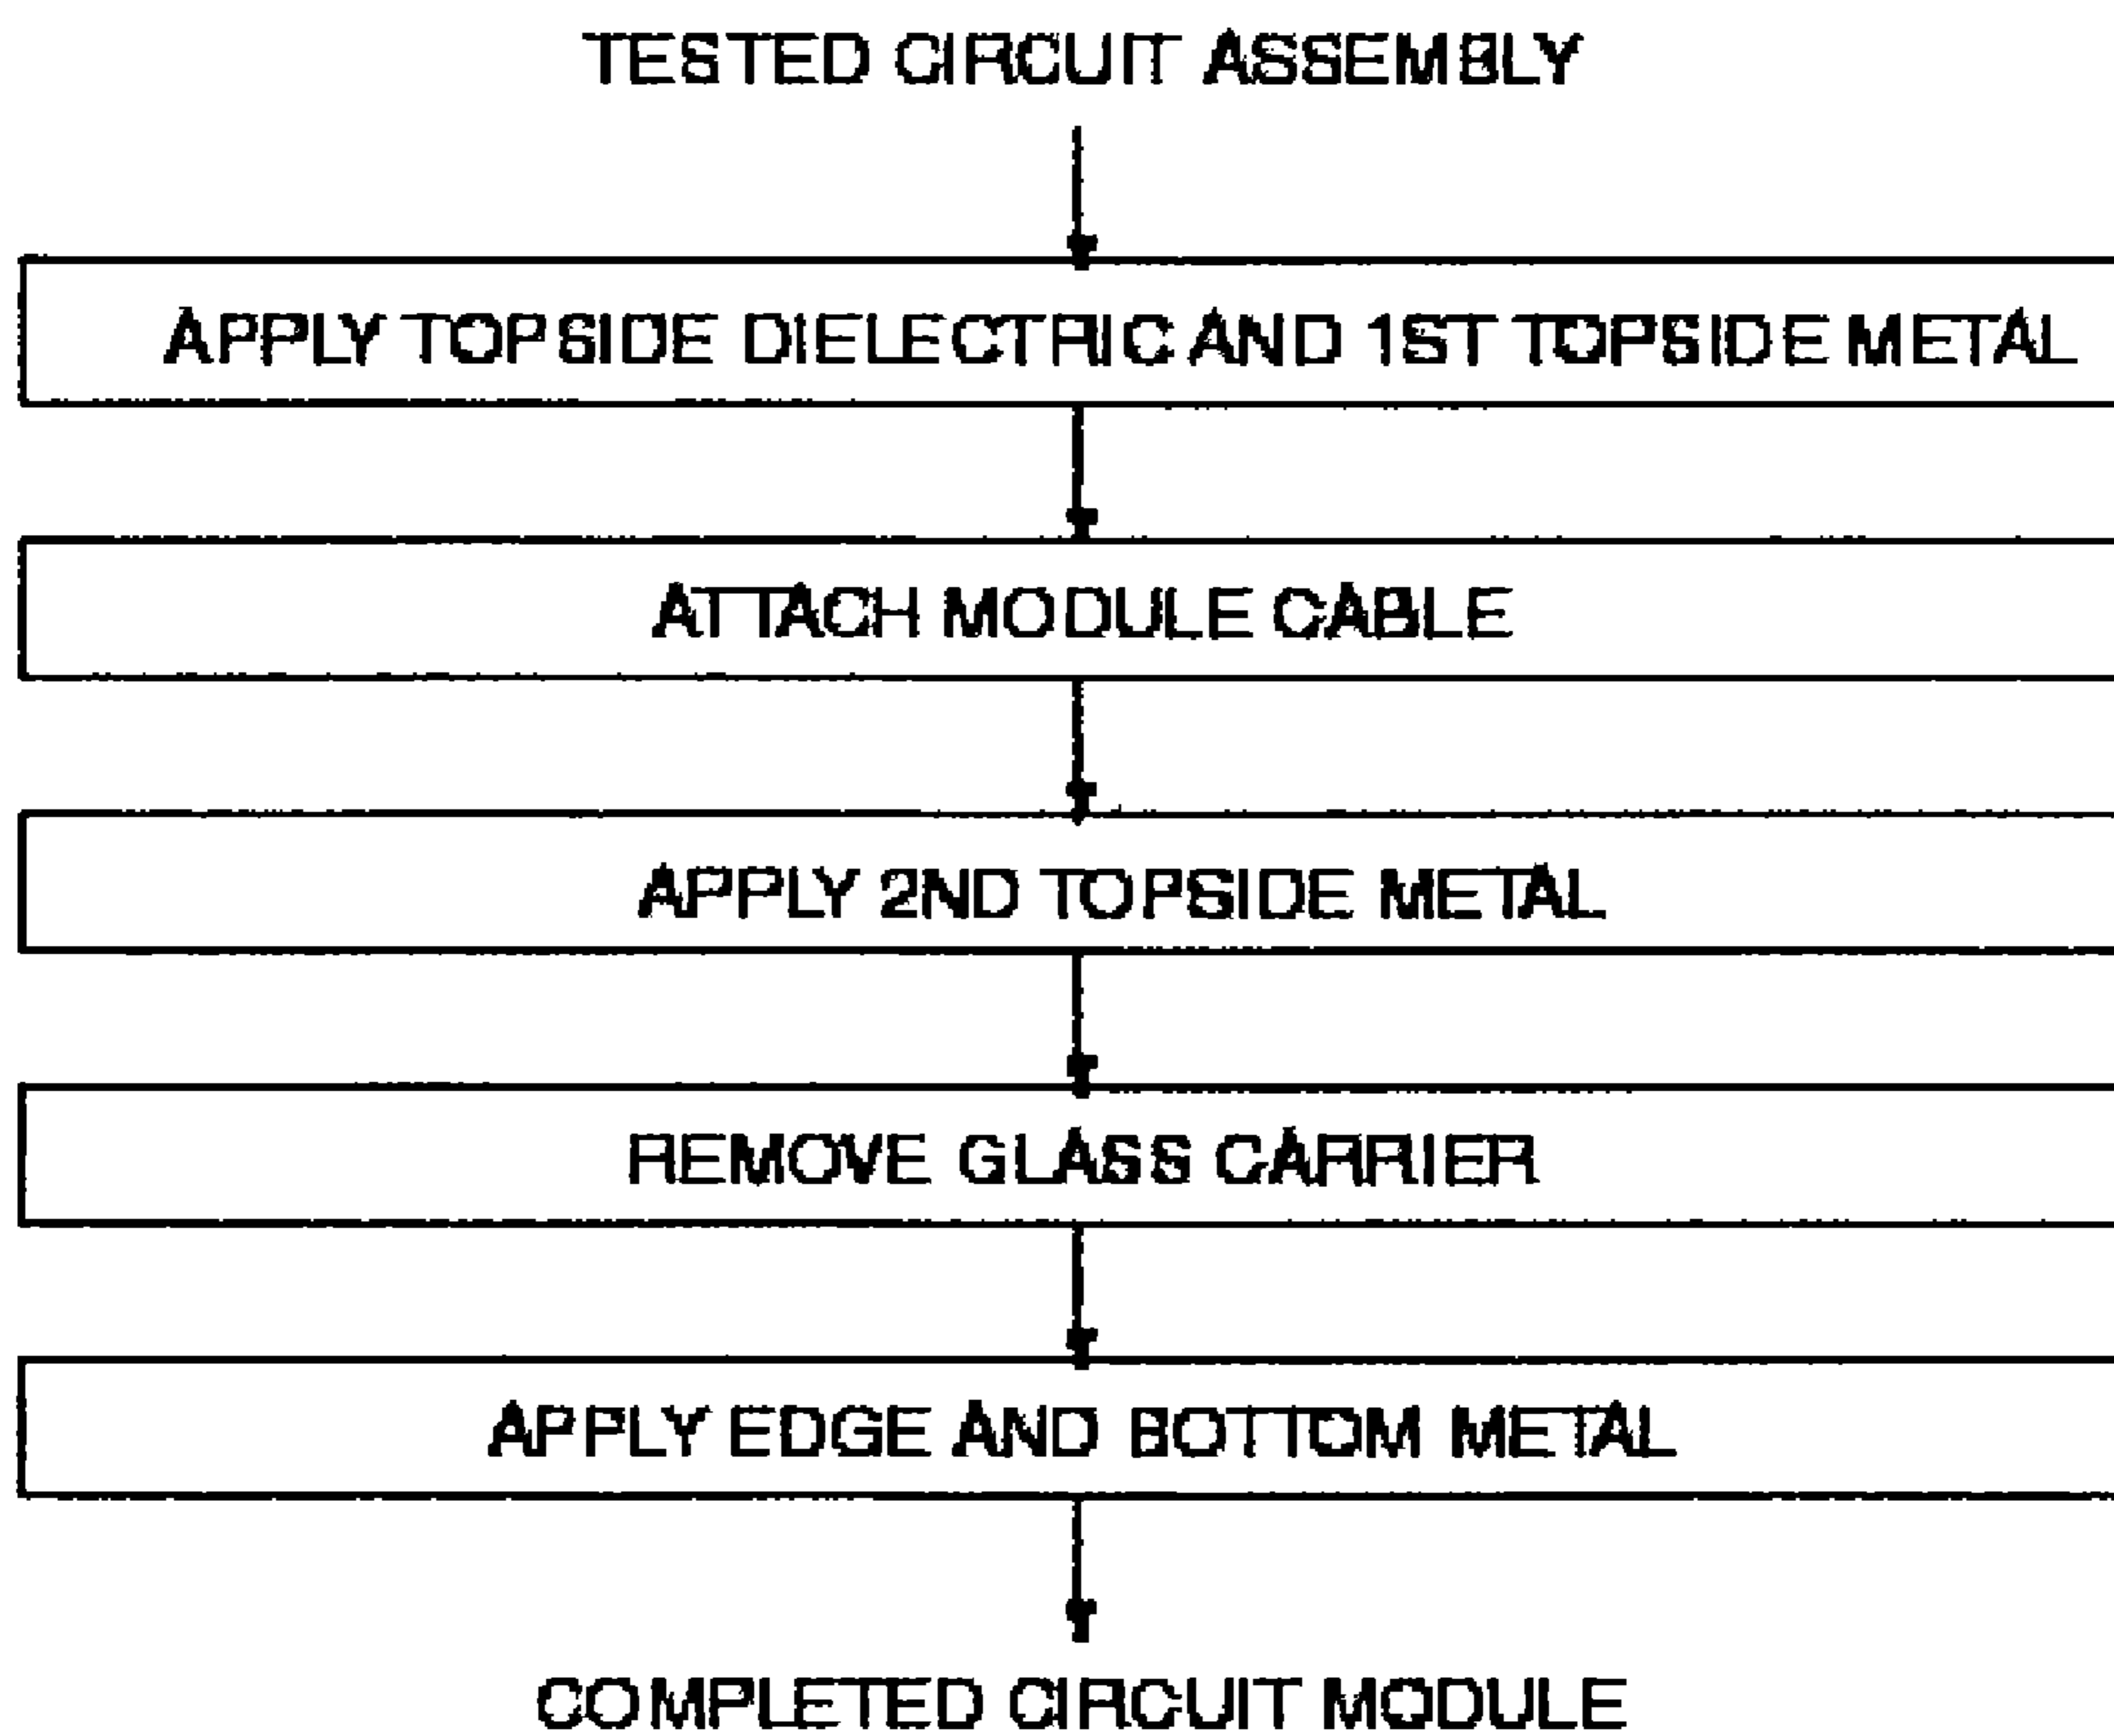 TESTED CIRCUIT ASSEMBLY
APPLY TOPSIDE DIELECTRIC AND 1ST TOPSIDE METAL
ATTACH MODULE CABLE
APPLY 2ND TOPSIDE METAL
REMOVE GLASS CARRIER
APPLY EDGE AND BOTTOM METAL
COMPLETED CIRCUIT MODULE